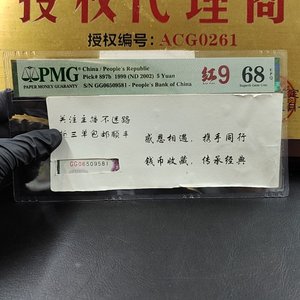 授权代理商
授权编号：ACG0261
PMG
PAPER MONEY GUARANTY
China / People's Republic
Pick# 897b 1999 (ND 2002) 5 Yuan
S/N GG06509581 - People's Bank of China
红9
68 EPQ
Superb Gem Unc
关注主播不迷路
三单包邮顺丰
感恩相遇，携手同行
钱币收藏，传承经典
GG06509581